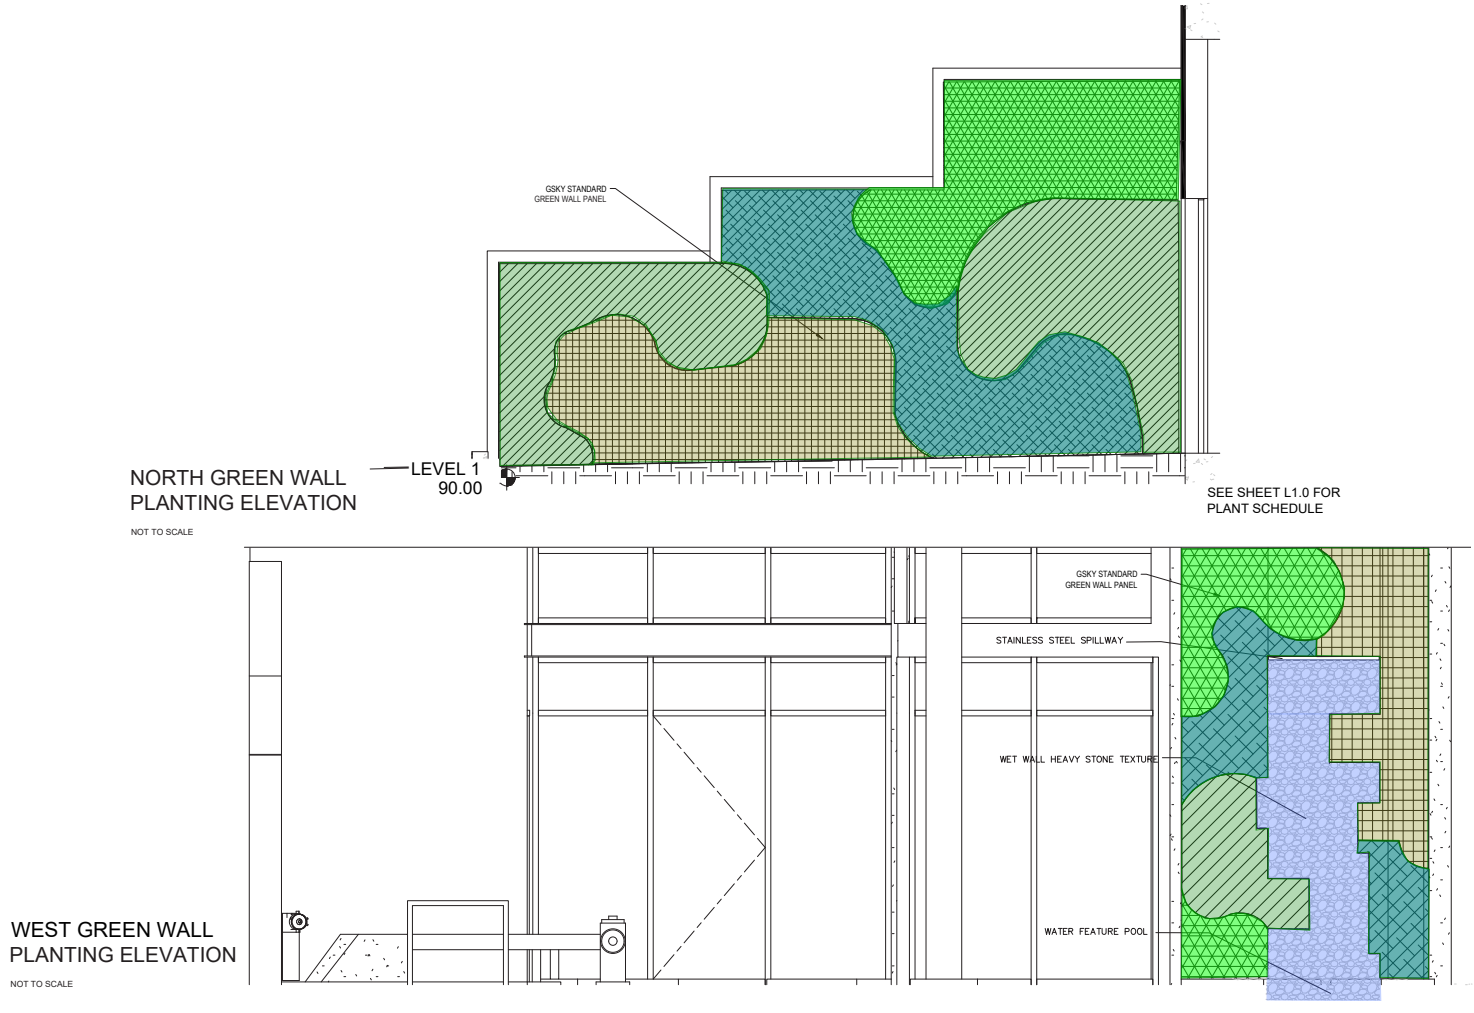 GSKY STANDARD
GREEN WALL PANEL
NORTH GREEN WALL
PLANTING ELEVATION
NOT TO SCALE
LEVEL 1
90.00
SEE SHEET L1.0 FOR
PLANT SCHEDULE
GSKY STANDARD
GREEN WALL PANEL
STAINLESS STEEL SPILLWAY
WET WALL HEAVY STONE TEXTURE
WATER FEATURE POOL
WEST GREEN WALL
PLANTING ELEVATION
NOT TO SCALE